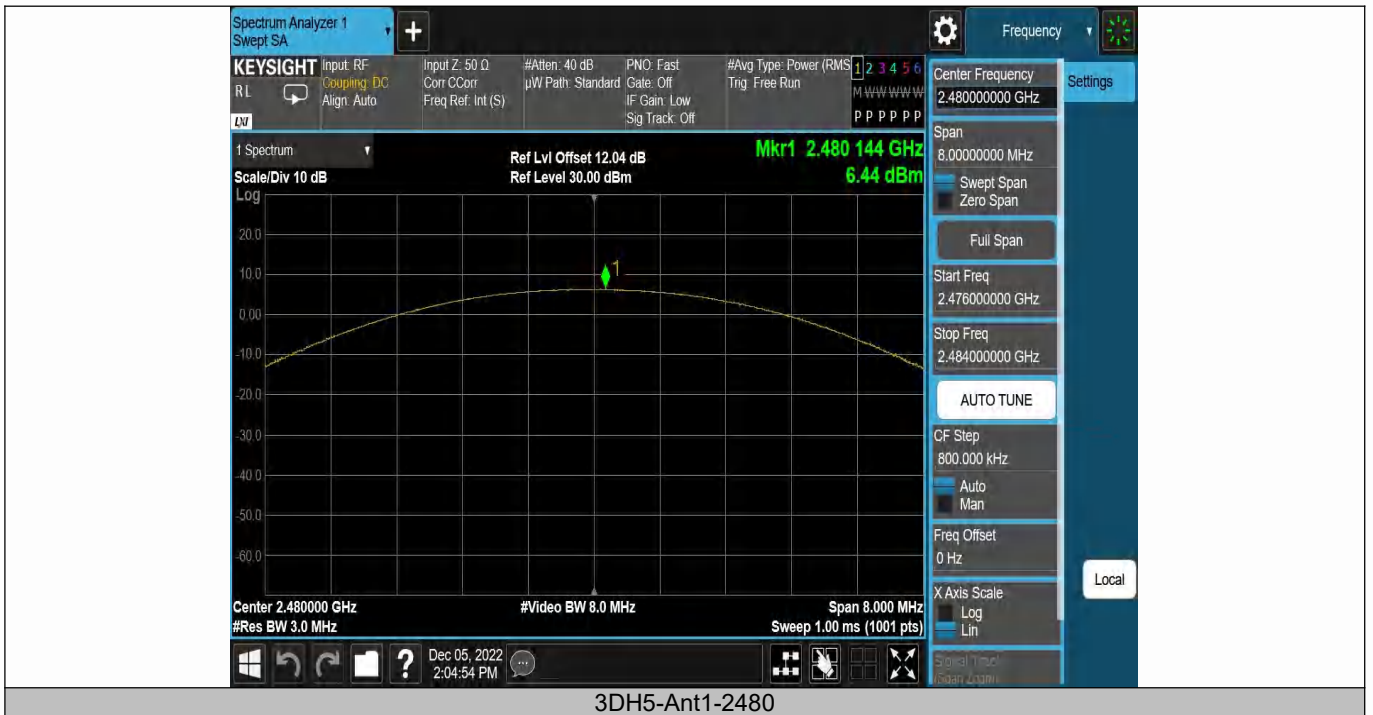 Spectrum Analyzer 1
Swept SA
+
Frequency
KEYSIGHT
RL
LXI
Input: RF
Coupling: DC
Align: Auto
Input Z: 50 Ω
Corr CCorr
Freq Ref: Int (S)
#Atten: 40 dB
µW Path: Standard
PNO: Fast
Gate: Off
IF Gain: Low
Sig Track: Off
#Avg Type: Power (RMS
Trig: Free Run
1 2 3 4 5 6
M W W W W W
P P P P P P
1 Spectrum
Scale/Div 10 dB
Log
Ref Lvl Offset 12.04 dB
Ref Level 30.00 dBm
Mkr1 2.480 144 GHz
6.44 dBm
20.0
10.0
0.00
-10.0
-20.0
-30.0
-40.0
-50.0
-60.0
1
Center 2.480000 GHz
#Res BW 3.0 MHz
#Video BW 8.0 MHz
Span 8.000 MHz
Sweep 1.00 ms (1001 pts)
Dec 05, 2022
2:04:54 PM
Center Frequency
2.480000000 GHz
Settings
Span
8.00000000 MHz
Swept Span
Zero Span
Full Span
Start Freq
2.476000000 GHz
Stop Freq
2.484000000 GHz
AUTO TUNE
CF Step
800.000 kHz
Auto
Man
Freq Offset
0 Hz
X Axis Scale
Log
Lin
Signal Track
(Span Zoom)
Local
3DH5-Ant1-2480